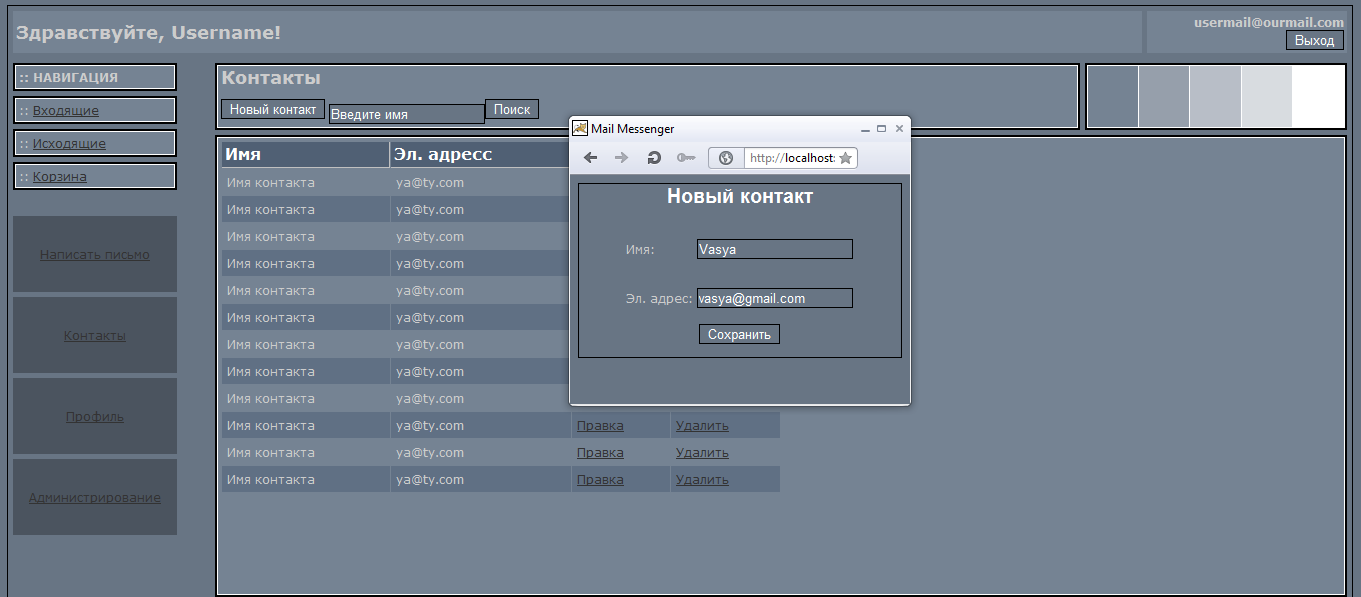 Здравствуйте, Username!
usermail@ourmail.com
Выход
:: НАВИГАЦИЯ
:: Входящие
:: Исходящие
:: Корзина
Написать письмо
Контакты
Профиль
Администрирование
Контакты
Новый контакт Введите имя Поиск
Имя Эл. адресс
Имя контакта ya@ty.com
Имя контакта ya@ty.com
Имя контакта ya@ty.com
Имя контакта ya@ty.com
Имя контакта ya@ty.com
Имя контакта ya@ty.com
Имя контакта ya@ty.com
Имя контакта ya@ty.com
Имя контакта ya@ty.com
Имя контакта ya@ty.com Правка Удалить
Имя контакта ya@ty.com Правка Удалить
Имя контакта ya@ty.com Правка Удалить
Mail Messenger
http://localhost:
Новый контакт
Имя: Vasya
Эл. адрес: vasya@gmail.com
Сохранить